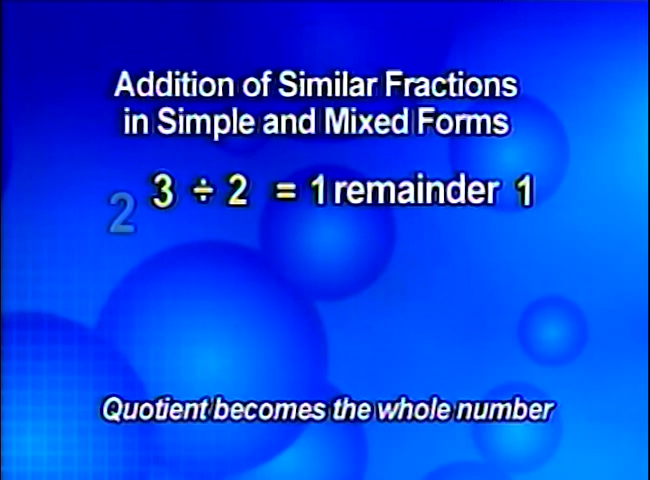 Addition of Similar Fractions
in Simple and Mixed Forms
3 ÷ 2 = 1 remainder 1
2
Quotient becomes the whole number